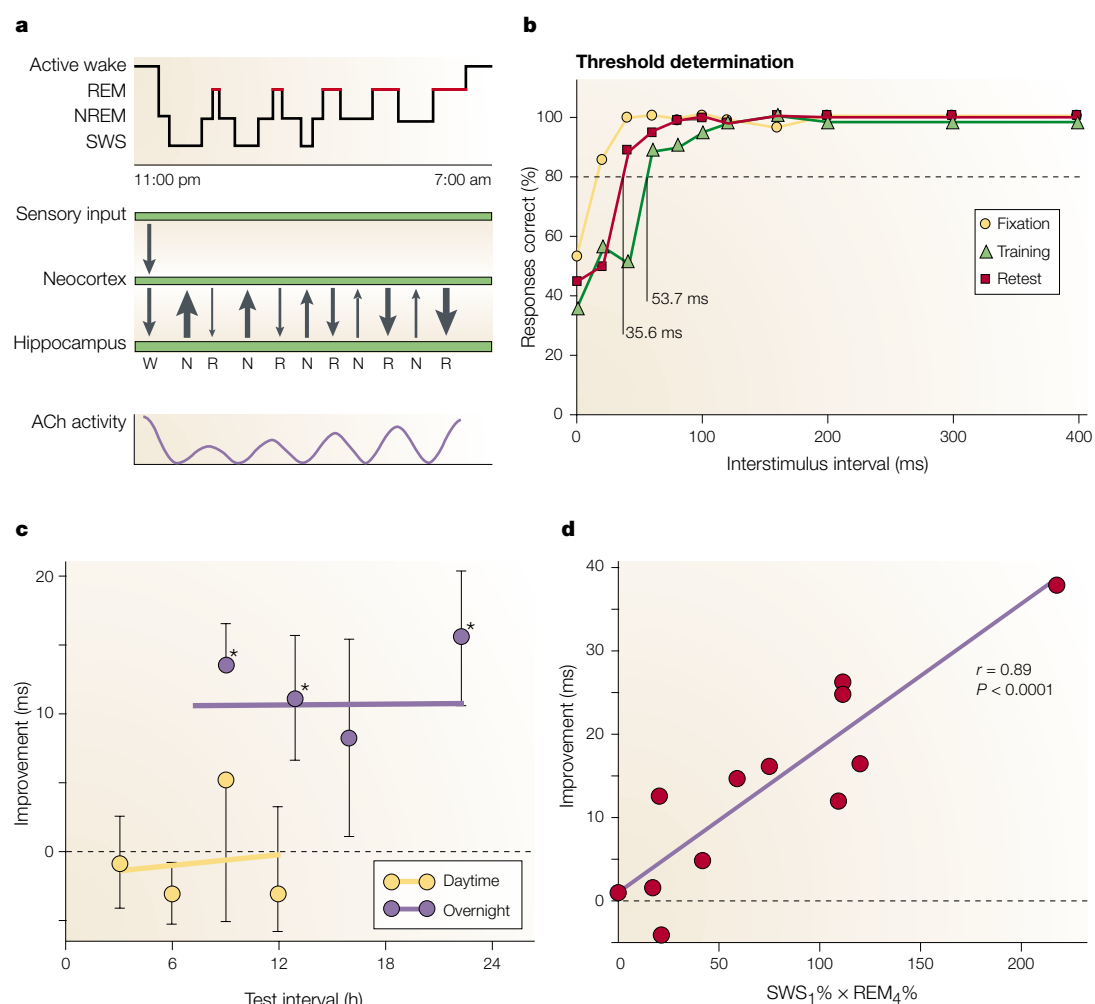 a
Active wake
REM
NREM
SWS
11:00 pm 7:00 am
Sensory input
Neocortex
Hippocampus
W N R N R N R N R N R
ACh activity
b
Threshold determination
Responses correct (%)
100
80
60
40
20
0
0 100 200 300 400
Interstimulus interval (ms)
53.7 ms
35.6 ms
Fixation
Training
Retest
c
Improvement (ms)
20
10
0
0 6 12 18 24
Test interval (h)
*
*
*
Daytime
Overnight
d
Improvement (ms)
40
30
20
10
0
0 50 100 150 200
SWS1% × REM4%
r = 0.89
P < 0.0001